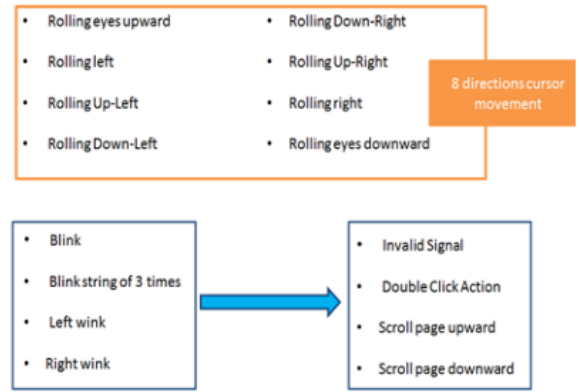 • Rolling eyes upward
• Rolling left
• Rolling Up-Left
• Rolling Down-Left
• Rolling Down-Right
• Rolling Up-Right
• Rolling right
• Rolling eyes downward
8 directions cursor
movement
• Blink
• Blink string of 3 times
• Left wink
• Right wink
• Invalid Signal
• Double Click Action
• Scroll page upward
• Scroll page downward